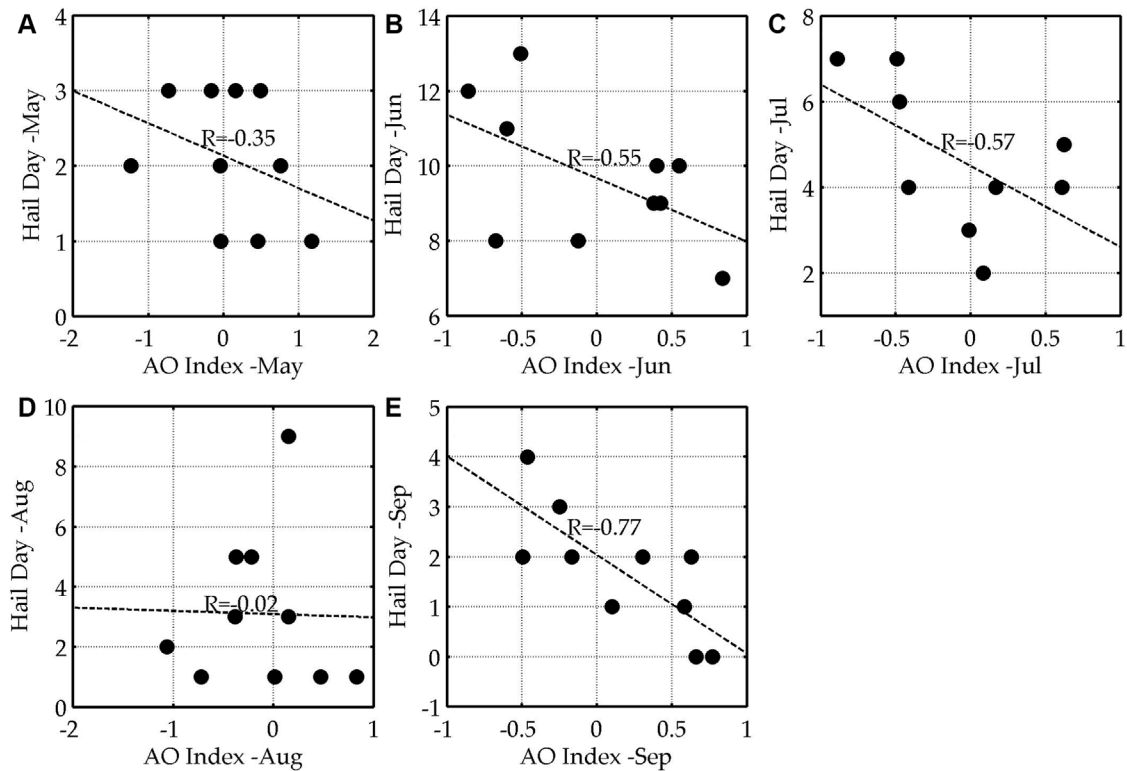 A
4
3
2
1
0
Hail Day -May
R=-0.35
-2
-1
0
1
2
AO Index -May
B
14
12
10
8
6
Hail Day -Jun
R=-0.55
-1
-0.5
0
0.5
1
AO Index -Jun
C
8
6
4
2
Hail Day -Jul
R=-0.57
-1
-0.5
0
0.5
1
AO Index -Jul
D
10
8
6
4
2
0
Hail Day -Aug
R=-0.02
-2
-1
0
1
AO Index -Aug
E
5
4
3
2
1
0
-1
Hail Day -Sep
R=-0.77
-1
-0.5
0
0.5
1
AO Index -Sep